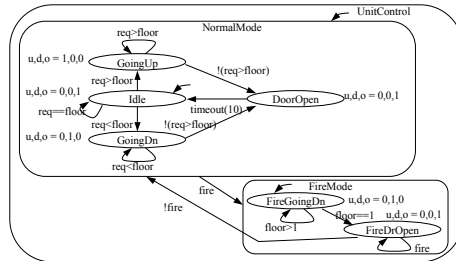 UnitControl
NormalMode
req>floor
u,d,o = 1,0,0
GoingUp
req>floor
!(req>floor)
u,d,o = 0,0,1
Idle
DoorOpen
u,d,o = 0,0,1
req==floor
timeout(10)
req<floor
!(req>floor)
u,d,o = 0,1,0
GoingDn
req<floor
fire
FireMode
!fire
FireGoingDn
u,d,o = 0,1,0
floor==1
u,d,o = 0,0,1
floor>1
FireDrOpen
fire